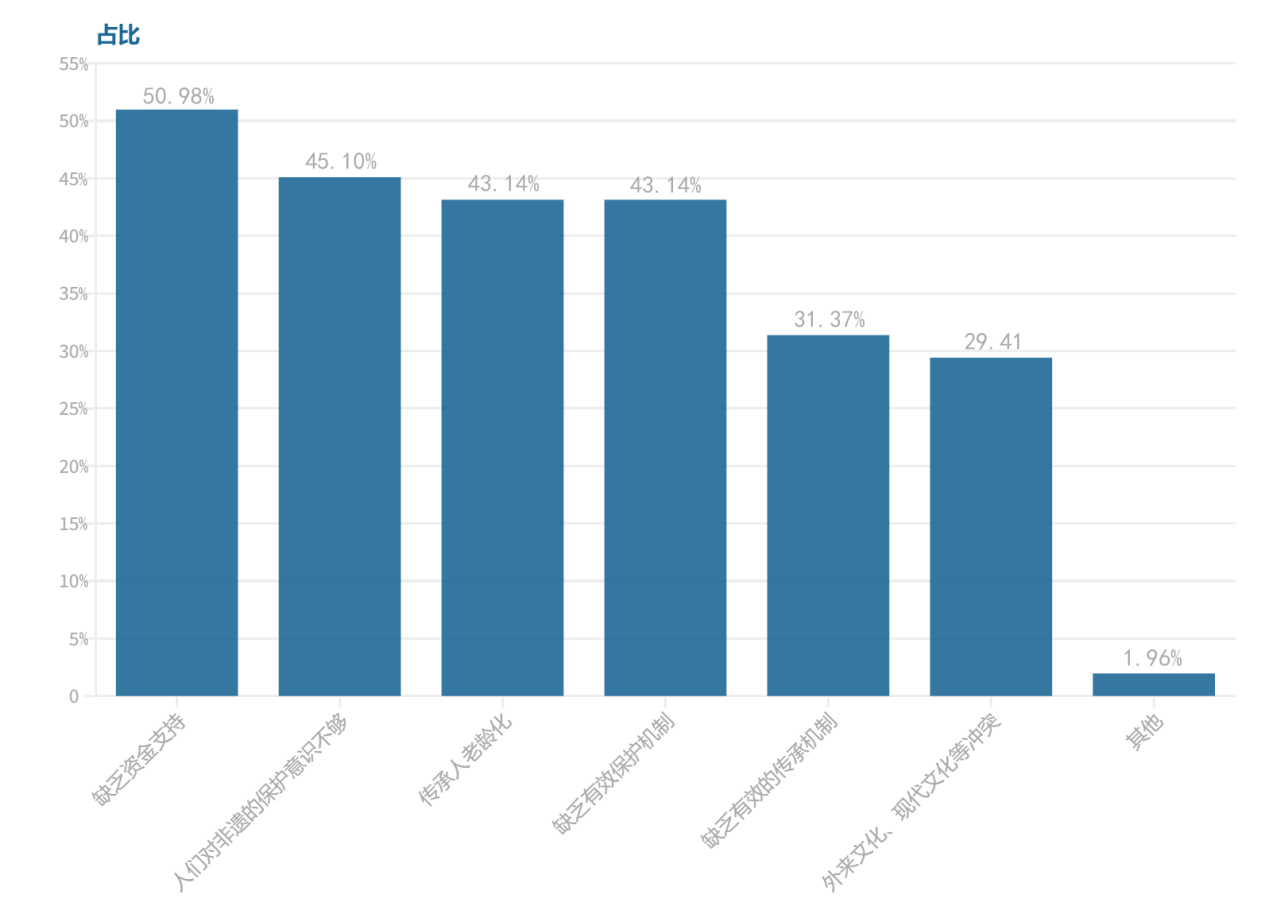 占比
55%
50%
45%
40%
35%
30%
25%
20%
15%
10%
5%
0
50.98%
45.10%
43.14%
43.14%
31.37%
29.41
1.96%
缺乏资金支持
人们对非遗的保护意识不够
传承人老龄化
缺乏有效保护机制
缺乏有效的传承机制
外来文化、现代文化等冲突
其他